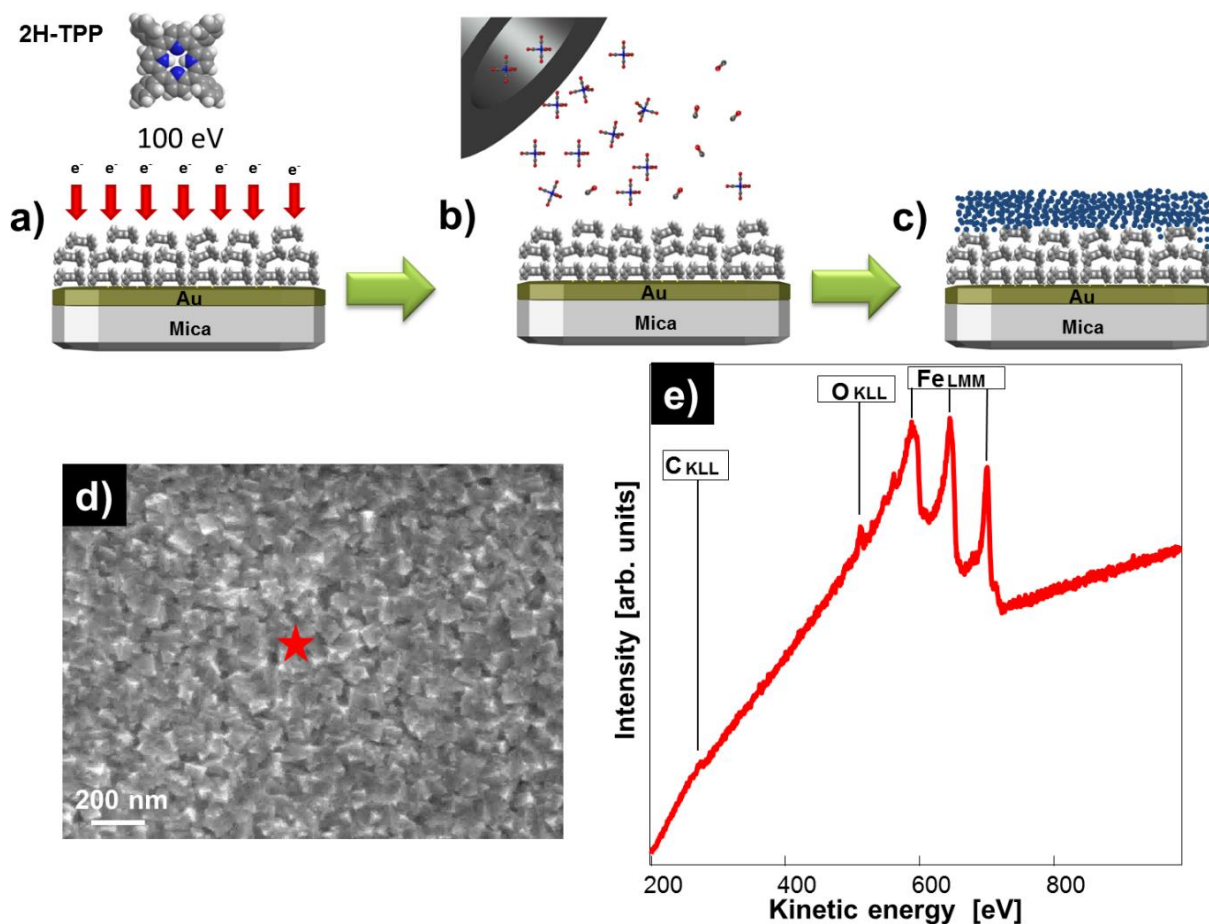 2H-TPP
100 eV
e⁻ e⁻ e⁻ e⁻ e⁻ e⁻ e⁻
a)
Au
Mica
b)
Au
Mica
c)
Au
Mica
d)
200 nm
e)
C KLL
O KLL
Fe LMM
Intensity [arb. units]
200 400 600 800
Kinetic energy [eV]